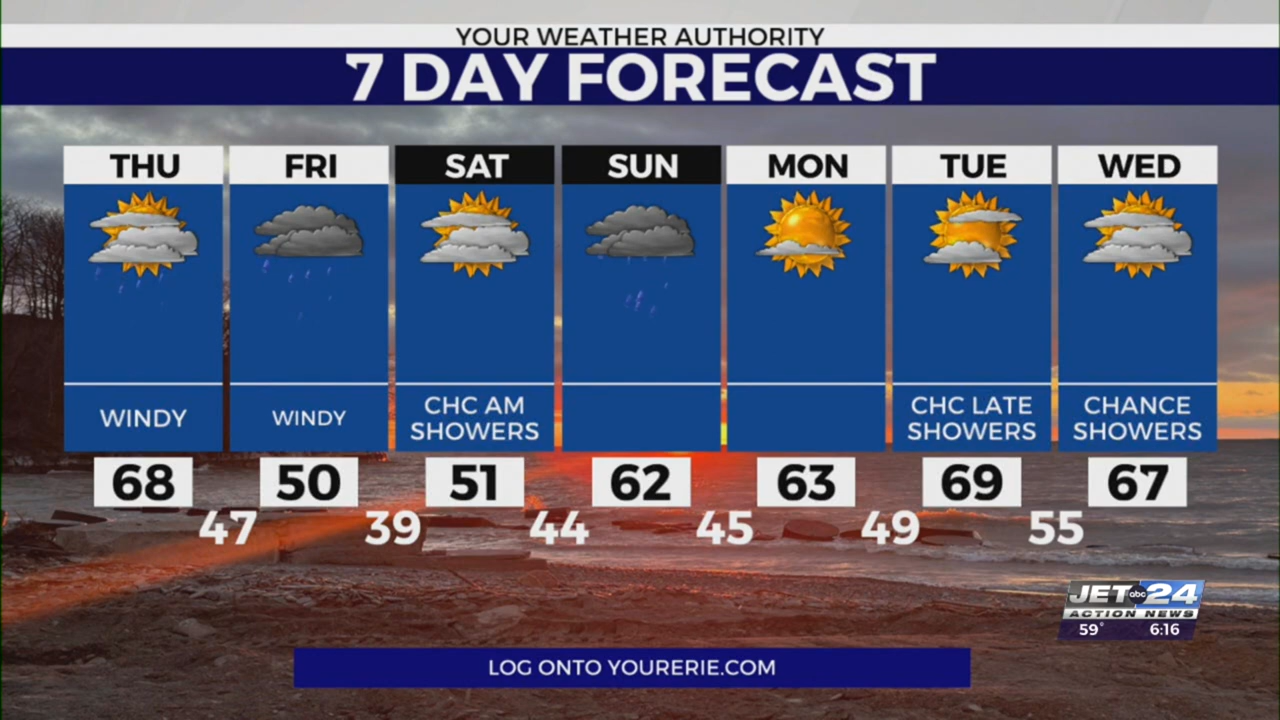 YOUR WEATHER AUTHORITY
7 DAY FORECAST
THU FRI SAT SUN MON TUE WED
WINDY
WINDY
CHC AM
SHOWERS
CHC LATE
SHOWERS
CHANCE
SHOWERS
68 50 51 62 63 69 67
47 39 44 45 49 55
JET abc 24
ACTION NEWS
59° 6:16
LOG ONTO YOURERIE.COM